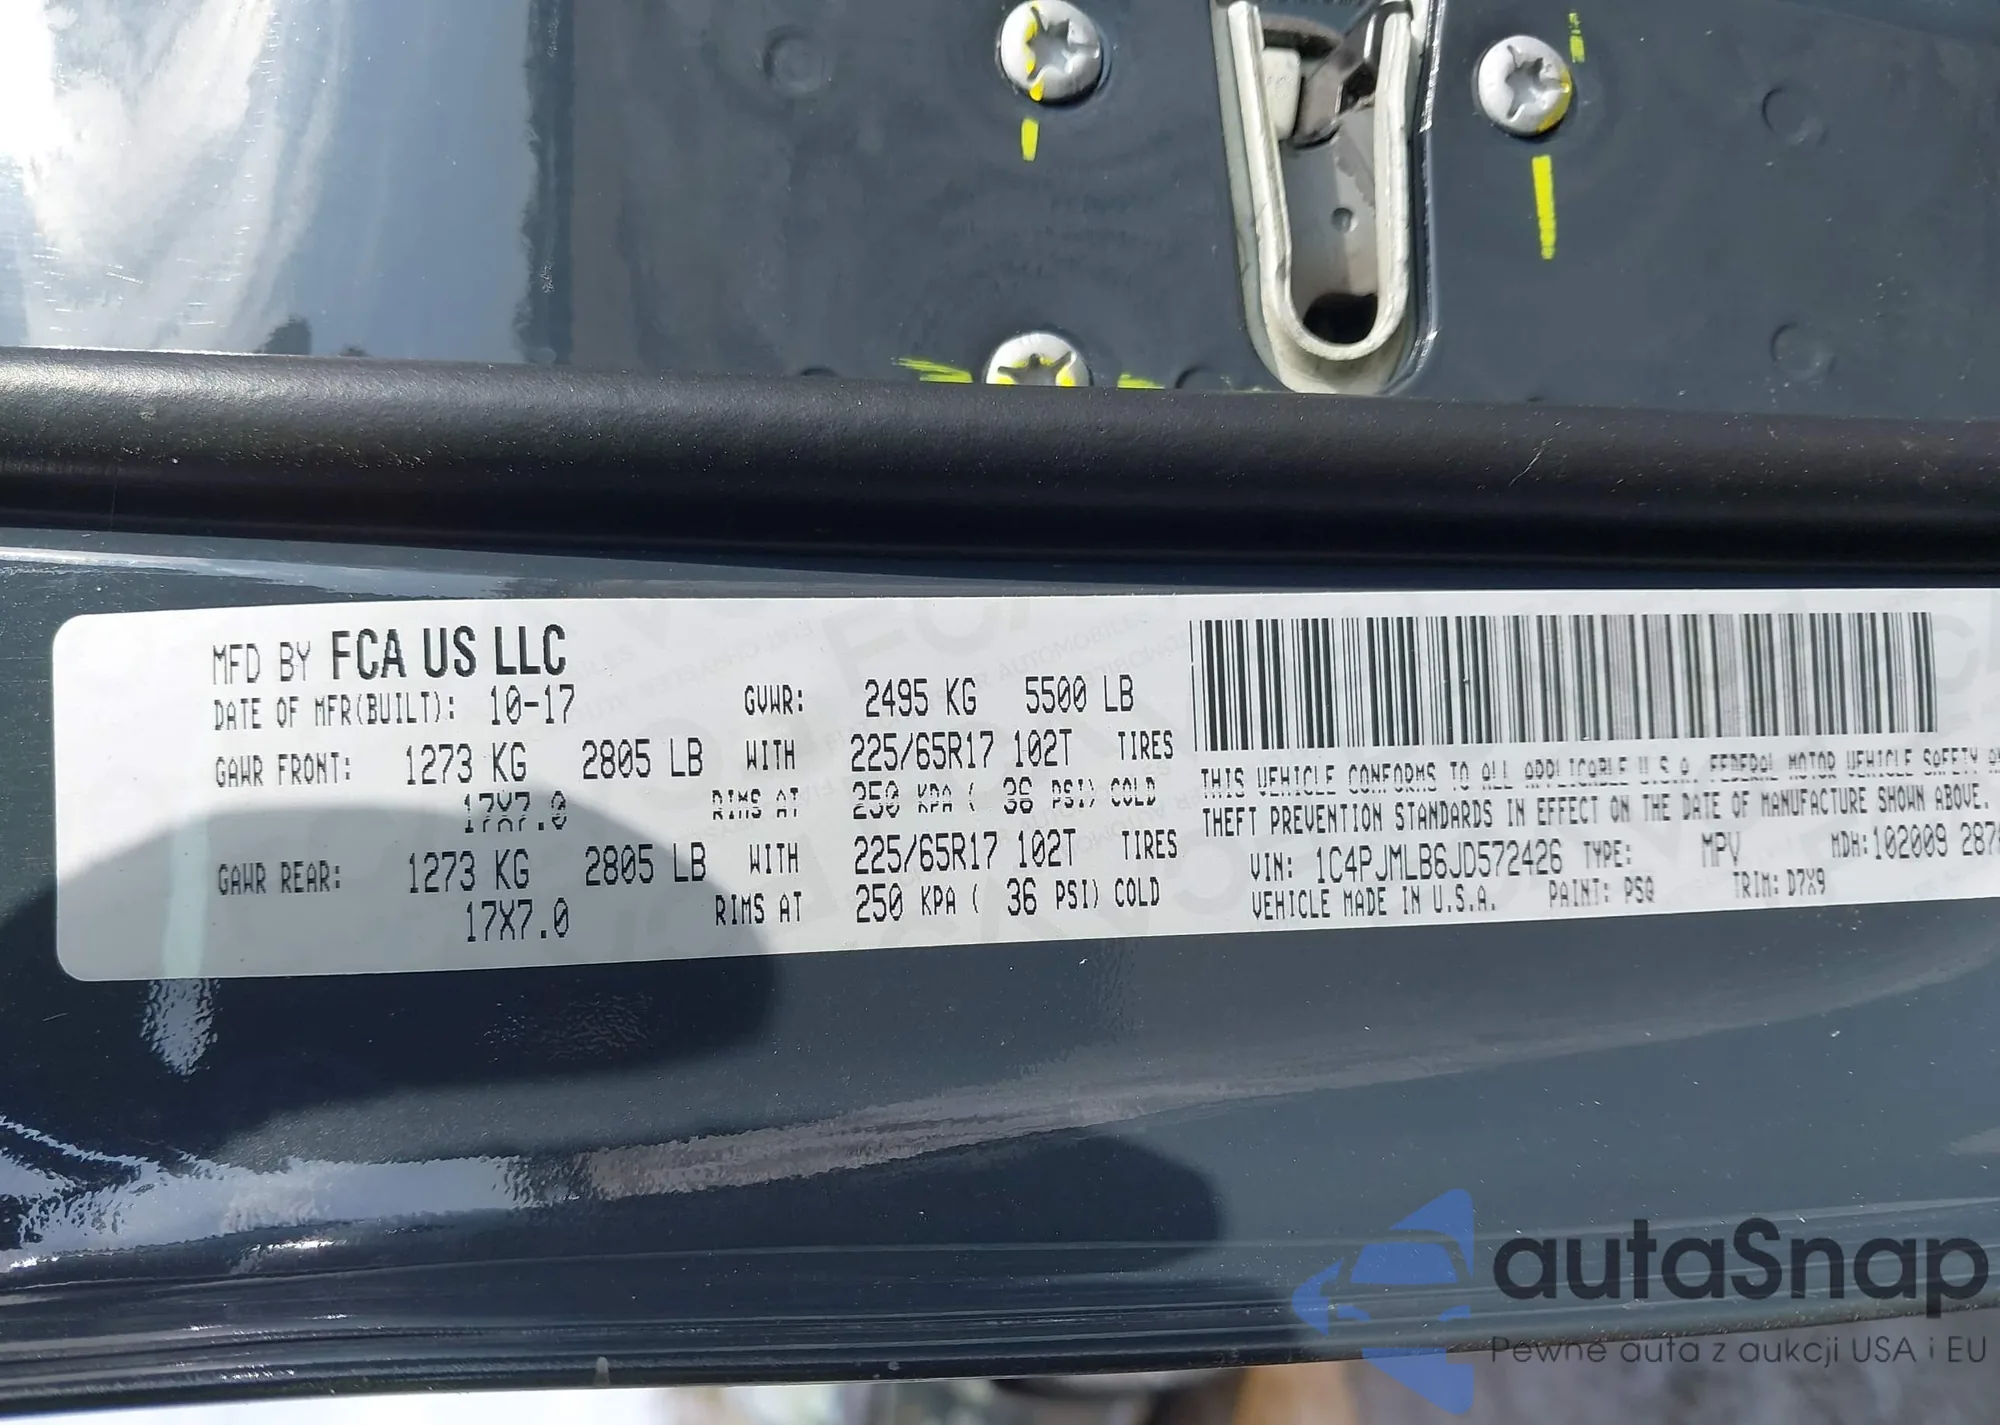 MFD BY FCA US LLC
DATE OF MFR(BUILT): 10-17 GVWR: 2495 KG 5500 LB
GAWR FRONT: 1273 KG 2805 LB WITH 225/65R17 102T TIRES
17X7.0 RIMS AT 250 KPA ( 36 PSI) COLD
GAWR REAR: 1273 KG 2805 LB WITH 225/65R17 102T TIRES
17X7.0 RIMS AT 250 KPA ( 36 PSI) COLD
THIS VEHICLE CONFORMS TO ALL APPLICABLE U.S.A. FEDERAL MOTOR VEHICLE SAFETY
THEFT PREVENTION STANDARDS IN EFFECT ON THE DATE OF MANUFACTURE SHOWN ABOVE.
VIN: 1C4PJMLB6JD572426 TYPE: MPV MDH:102009 287
VEHICLE MADE IN U.S.A. PAINT: PSQ TRIM: D7X9
autaSnap
Pewne auta z aukcji USA i EU